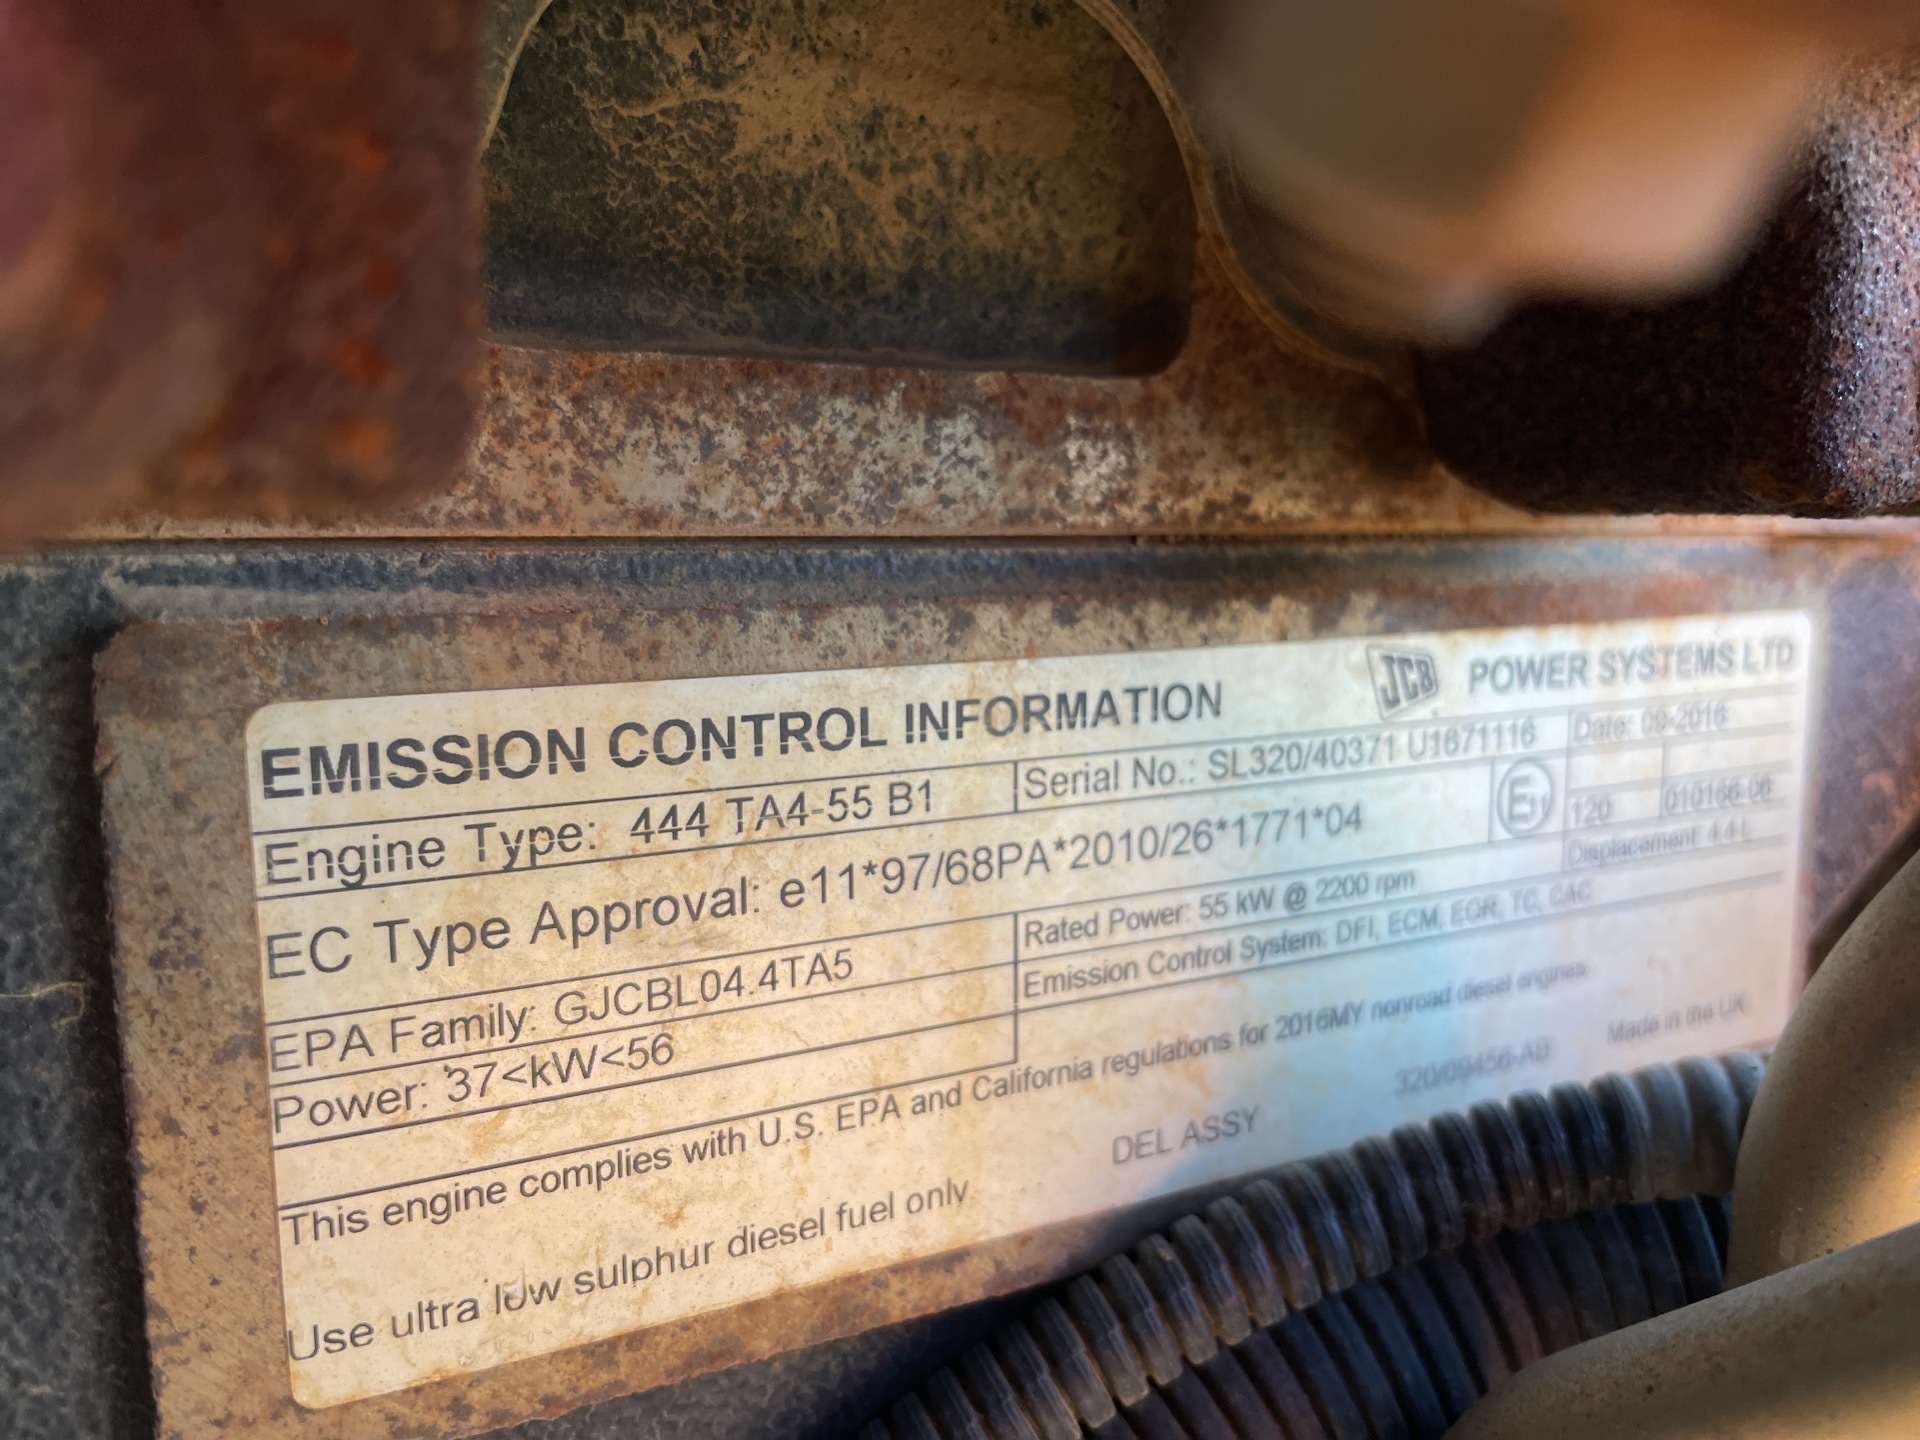 JCB POWER SYSTEMS LTD
EMISSION CONTROL INFORMATION
Engine Type: 444 TA4-55 B1
Serial No.: SL320/40371 U1671116
Date: 2016
EC Type Approval: e11*97/68PA*2010/26*1771*04
E11
120
010166-06
EPA Family: GJCBL04.4TA5
Rated Power: 55 kW @ 2200 rpm
Displacement: 4.4 L
Power: 37<kW<56
Emission Control System: DFI, ECM, EGR, TC, CAC
This engine complies with U.S. EPA and California regulations for 2016MY nonroad diesel engines
Use ultra low sulphur diesel fuel only.
DEL ASSY
320/09456-AB
Made in the UK